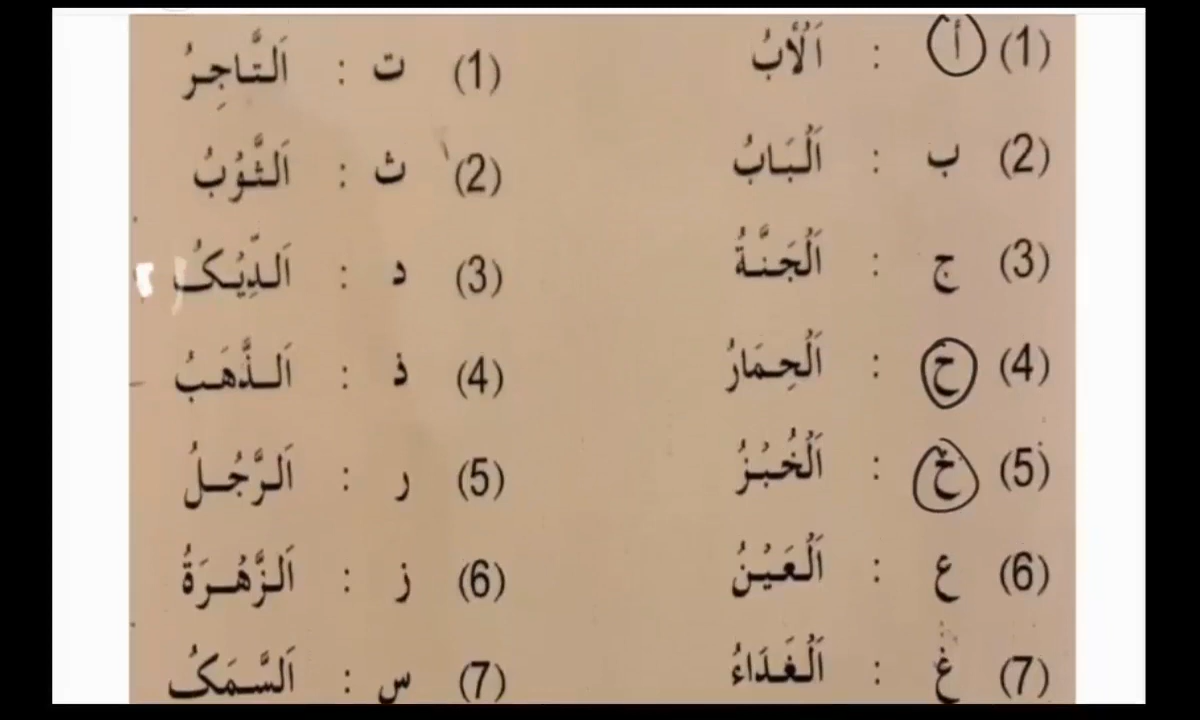 (1) أ : اَلْأَبُ (1) ت : اَلتَّاجِرُ
(2) ب : اَلْبَابُ (2) ث : اَلثَّوْبُ
(3) ج : اَلْجَنَّةُ (3) د : اَلدِّيْكُ
(4) ح : اَلْحِمَارُ (4) ذ : اَلذَّهَبُ
(5) خ : اَلْخُبْزُ (5) ر : اَلرَّجُلُ
(6) ع : اَلْعَيْنُ (6) ز : اَلزَّهْرَةُ
(7) غ : اَلْغَدَاءُ (7) س : اَلسَّمَكُ